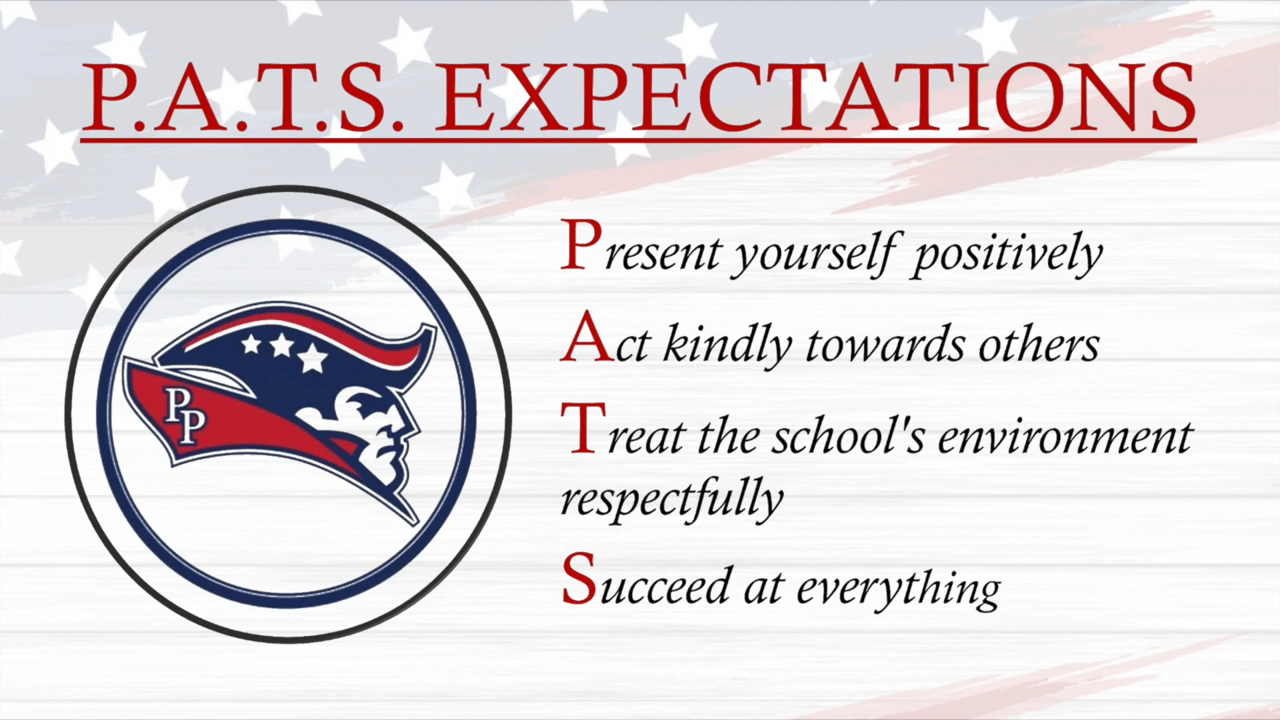 P.A.T.S. EXPECTATIONS
Present yourself positively
Act kindly towards others
Treat the school's environment
respectfully
Succeed at everything
PP